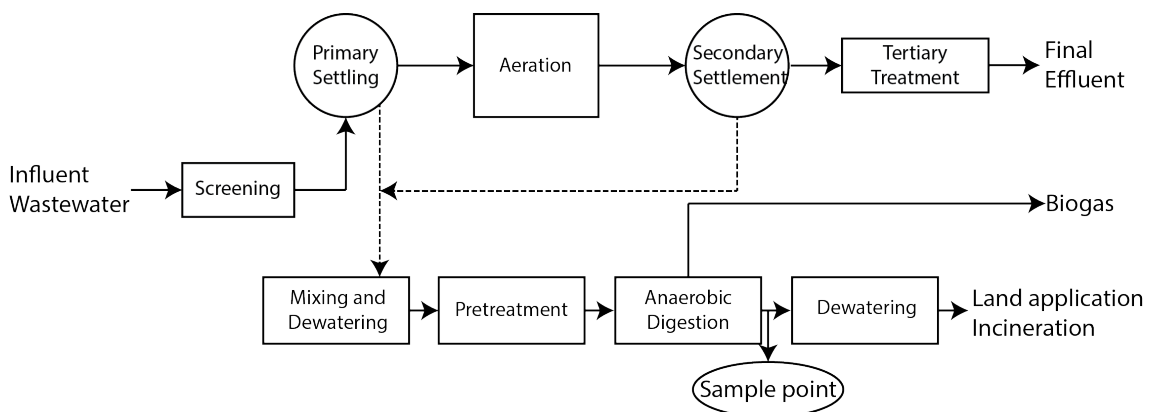 Primary
Settling
Aeration
Secondary
Settlement
Tertiary
Treatment
Final
Effluent
Influent
Wastewater
Screening
Biogas
Mixing and
Dewatering
Pretreatment
Anaerobic
Digestion
Dewatering
Land application
Incineration
Sample point